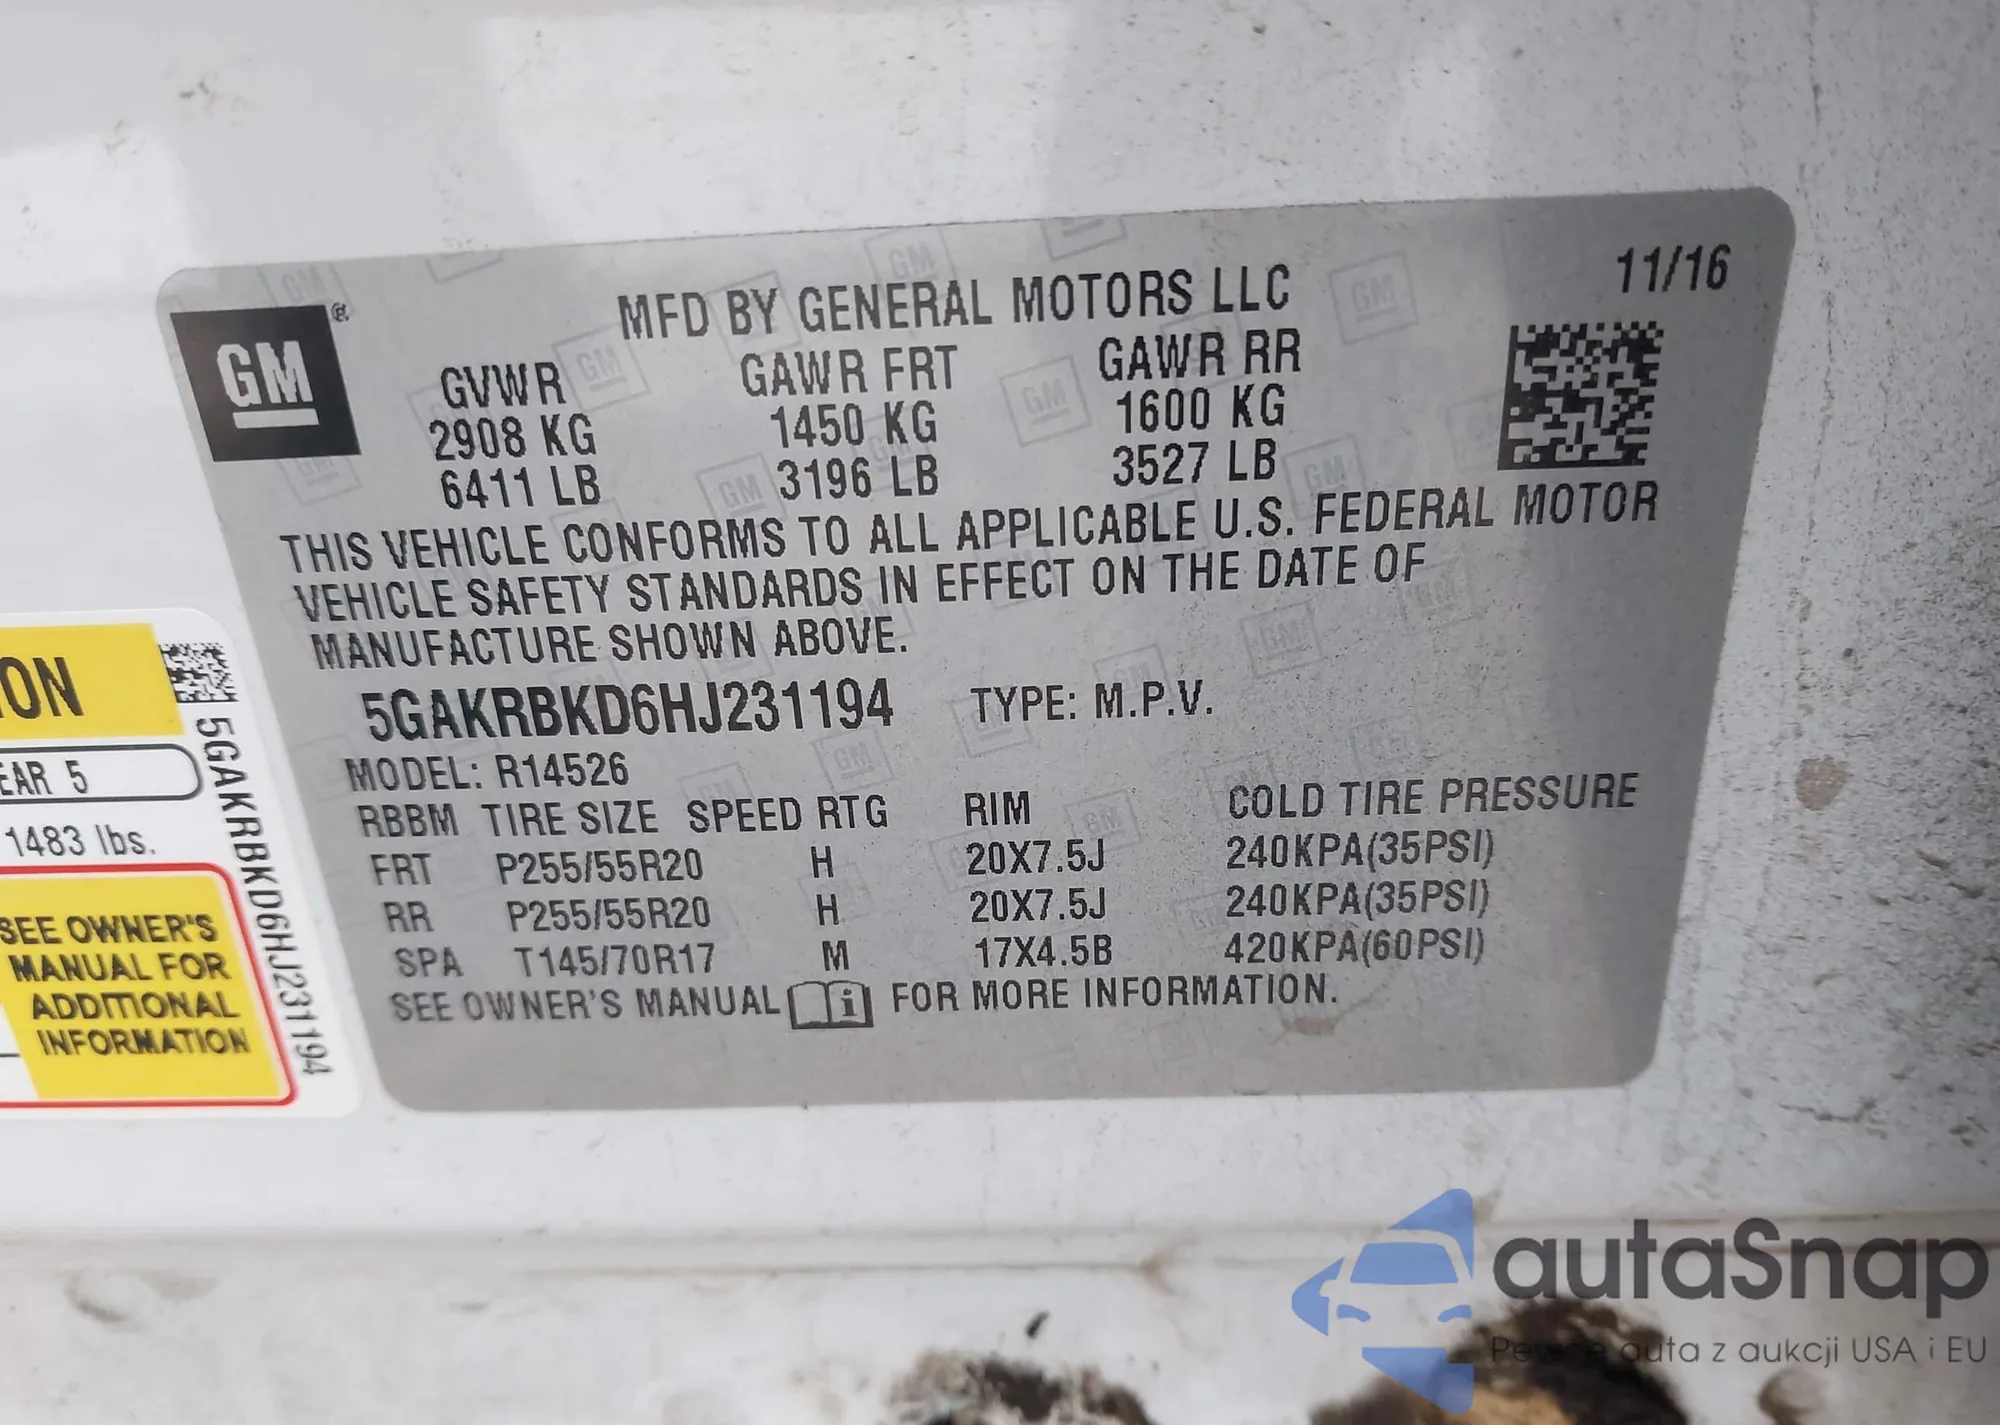 11/16
MFD BY GENERAL MOTORS LLC
GM®
GVWR GAWR FRT GAWR RR
2908 KG 1450 KG 1600 KG
6411 LB 3196 LB 3527 LB
THIS VEHICLE CONFORMS TO ALL APPLICABLE U.S. FEDERAL MOTOR
VEHICLE SAFETY STANDARDS IN EFFECT ON THE DATE OF
MANUFACTURE SHOWN ABOVE.
5GAKRBKD6HJ231194 TYPE: M.P.V.
MODEL: R14526
RBBM TIRE SIZE SPEED RTG RIM COLD TIRE PRESSURE
FRT P255/55R20 H 20X7.5J 240KPA(35PSI)
RR P255/55R20 H 20X7.5J 240KPA(35PSI)
SPA T145/70R17 M 17X4.5B 420KPA(60PSI)
SEE OWNER'S MANUAL i FOR MORE INFORMATION.
ON
EAR 5
1483 lbs.
SEE OWNER'S
MANUAL FOR
ADDITIONAL
INFORMATION
5GAKRBKD6HJ231194
autaSnap
Pewne auta z aukcji USA i EU